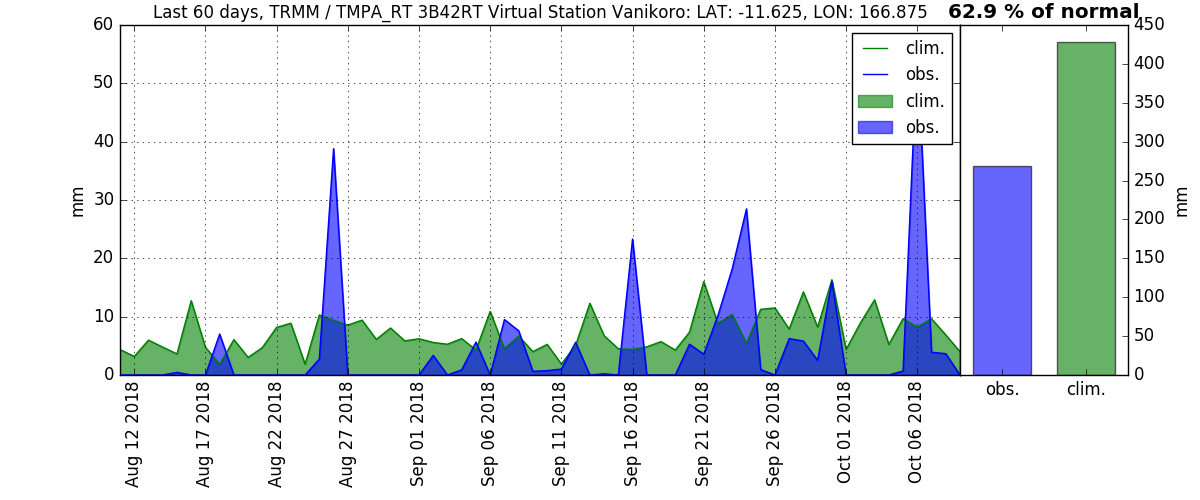 Last 60 days, TRMM / TMPA_RT 3B42RT Virtual Station Vanikoro: LAT: -11.625, LON: 166.875
62.9 % of normal
60
50
40
30
20
10
0
mm
clim.
obs.
clim.
obs.
450
400
350
300
250
200
150
100
50
0
mm
obs.
clim.
Aug 12 2018
Aug 17 2018
Aug 22 2018
Aug 27 2018
Sep 01 2018
Sep 06 2018
Sep 11 2018
Sep 16 2018
Sep 21 2018
Sep 26 2018
Oct 01 2018
Oct 06 2018